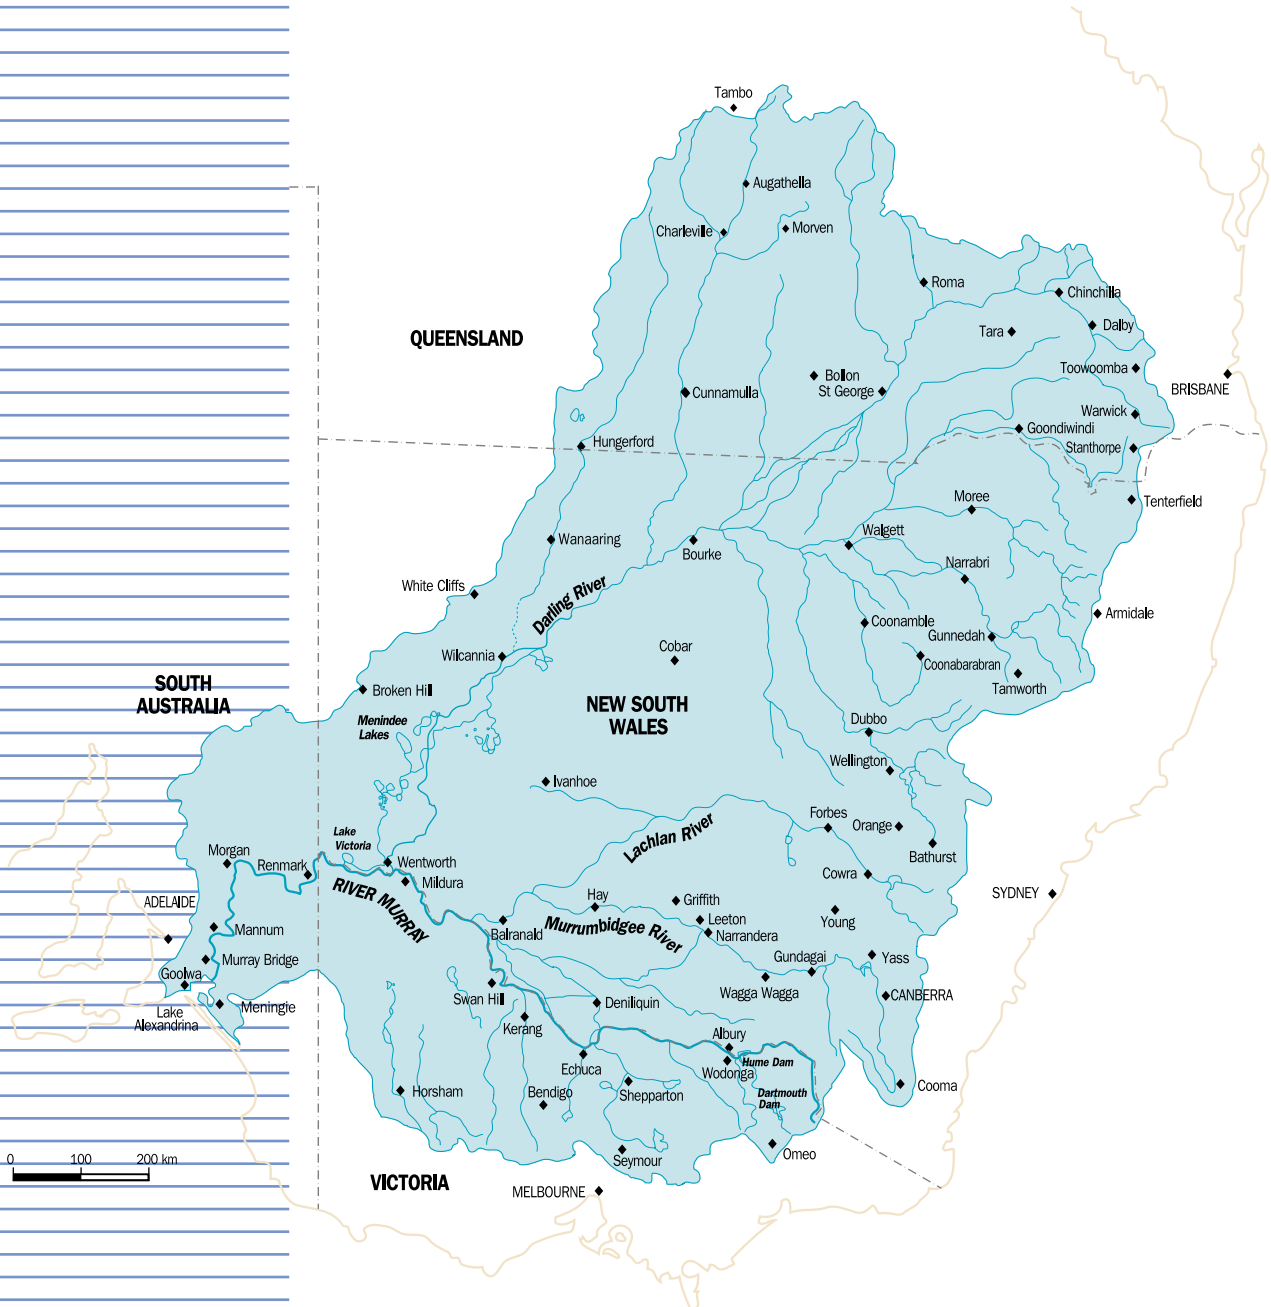 Tambo
Augathella
Charleville
Morven
Roma
Chinchilla
QUEENSLAND
Tara
Dalby
Toowoomba
Bollon
St George
BRISBANE
Cunnamulla
Warwick
Goondiwindi
Hungerford
Stanthorpe
Moree
Tenterfield
Walgett
Wanaaring
Bourke
Narrabri
White Cliffs
Darling River
Armidale
Coonamble
Gunnedah
Cobar
Wilcannia
Coonabarabran
SOUTH
AUSTRALIA
Broken Hill
Tamworth
NEW SOUTH
WALES
Menindee
Lakes
Dubbo
Wellington
Ivanhoe
Forbes
Orange
Lachlan River
Lake
Victoria
Bathurst
Morgan
Renmark
Wentworth
Mildura
Cowra
RIVER MURRAY
SYDNEY
ADELAIDE
Hay
Griffith
Leeton
Young
Mannum
Balranald
Murrumbidgee River
Narrandera
Murray Bridge
Gundagai
Yass
Goolwa
Wagga Wagga
Swan Hill
CANBERRA
Deniliquin
Meningie
Lake
Alexandrina
Kerang
Albury
Echuca
Hume Dam
Wodonga
Horsham
Bendigo
Shepparton
Dartmouth
Dam
Cooma
Omeo
Seymour
0 100 200 km
VICTORIA
MELBOURNE